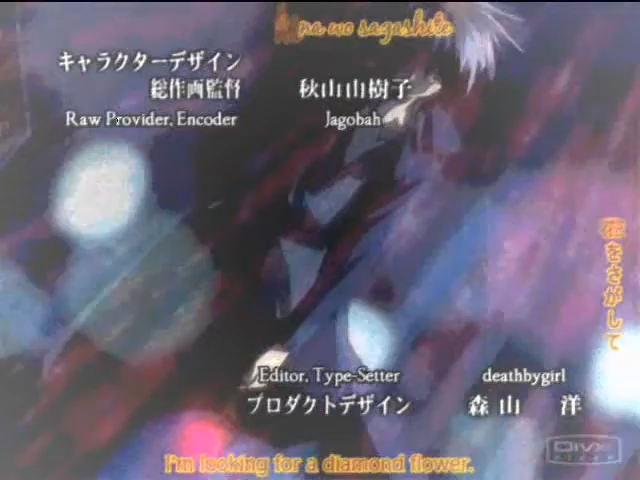 na wo sagashite
キャラクターデザイン
総作画監督 秋山由樹子
Raw Provider, Encoder Jagobah
花をさがして
Editor, Type-Setter deathbygirl
プロダクトデザイン 森山 洋
DivX
VIDEO
I'm looking for a diamond flower.